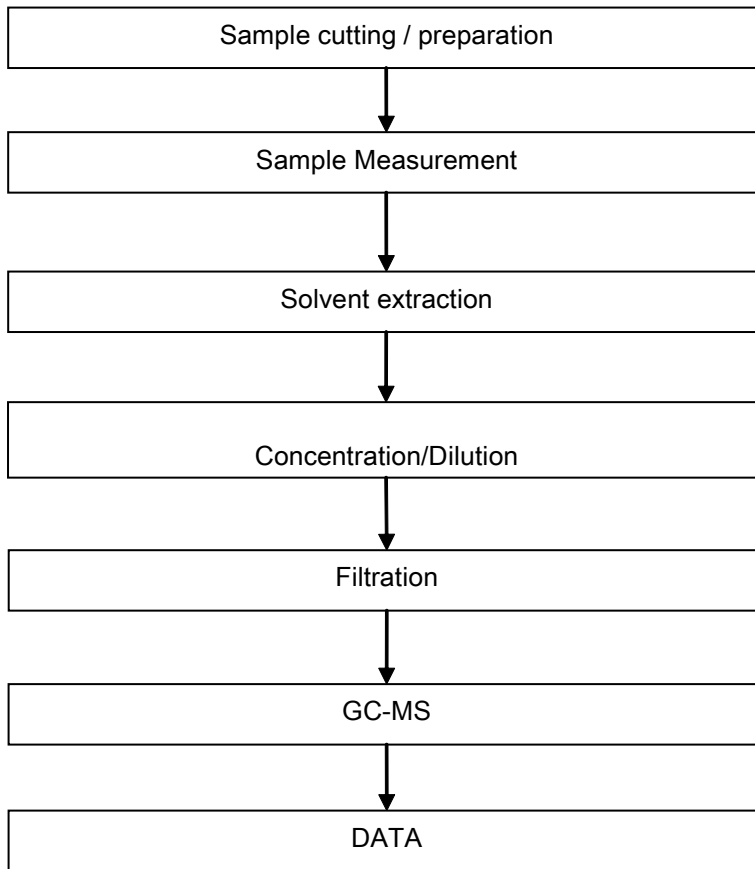 Sample cutting / preparation
Sample Measurement
Solvent extraction
Concentration/Dilution
Filtration
GC-MS
DATA